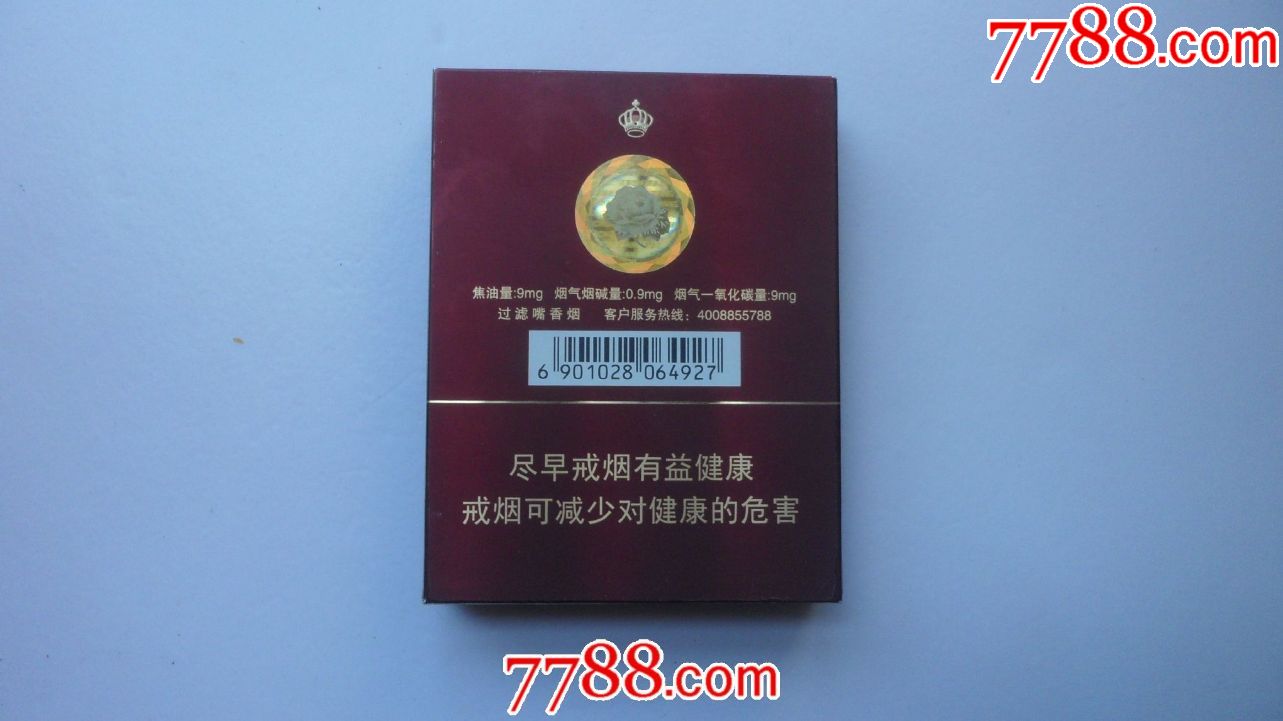 7788.com
焦油量:9mg 烟气烟碱量:0.9mg 烟气一氧化碳量:9mg
过滤嘴香烟 客户服务热线：4008855788
6 901028 064927
尽早戒烟有益健康
戒烟可减少对健康的危害
7788.com